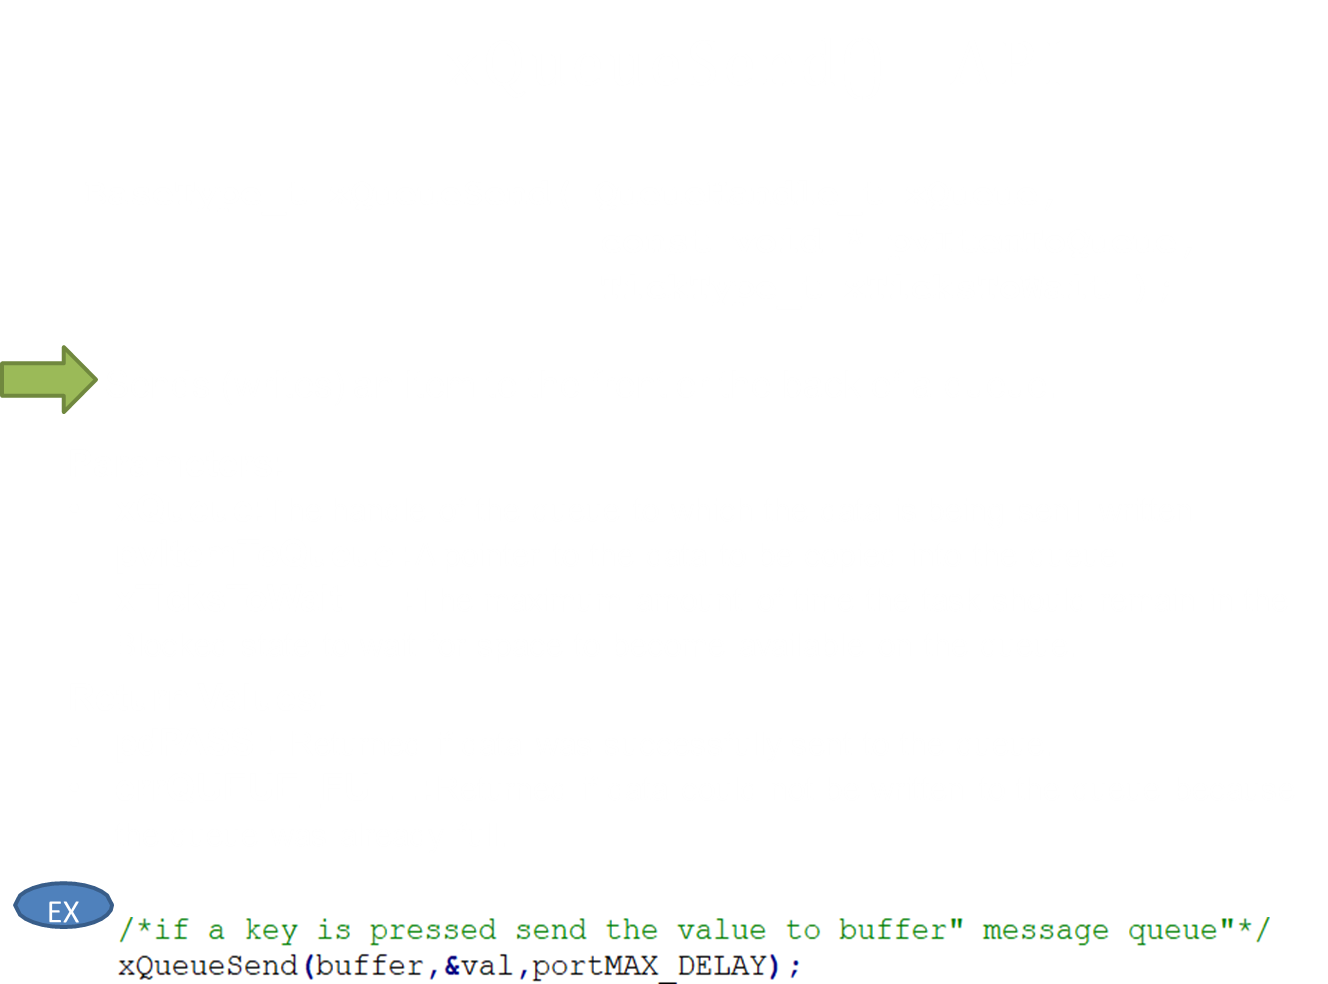 EX
/*if a key is pressed send the value to buffer" message queue"*/
xQueueSend(buffer,&val,portMAX_DELAY);